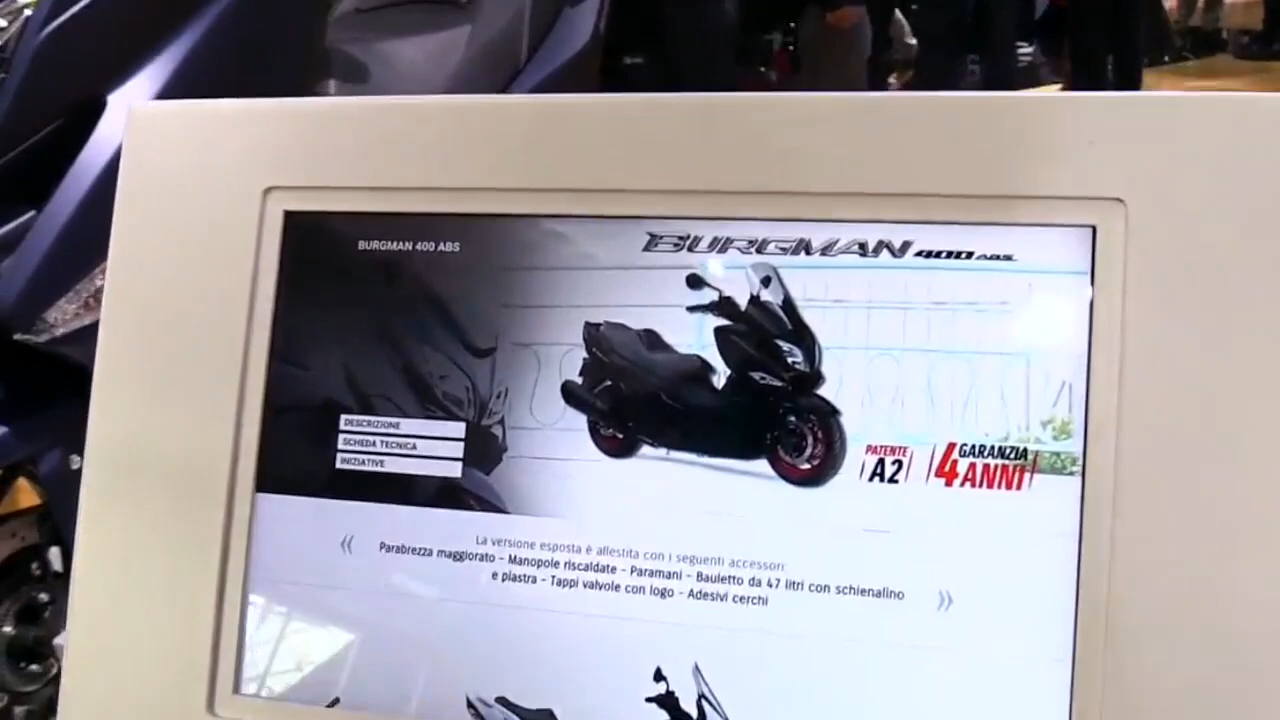 BURGMAN 400 ABS
BURGMAN 400 ABS
DESCRIZIONE
SCHEDA TECNICA
INIZIATIVE
PATENTE
A2
4 GARANZIA
ANNI
La versione esposta è allestita con i seguenti accessori:
Parabrezza maggiorato - Manopole riscaldate - Paramani - Bauletto da 47 litri con schienalino
e piastra - Tappi valvole con logo - Adesivi cerchi